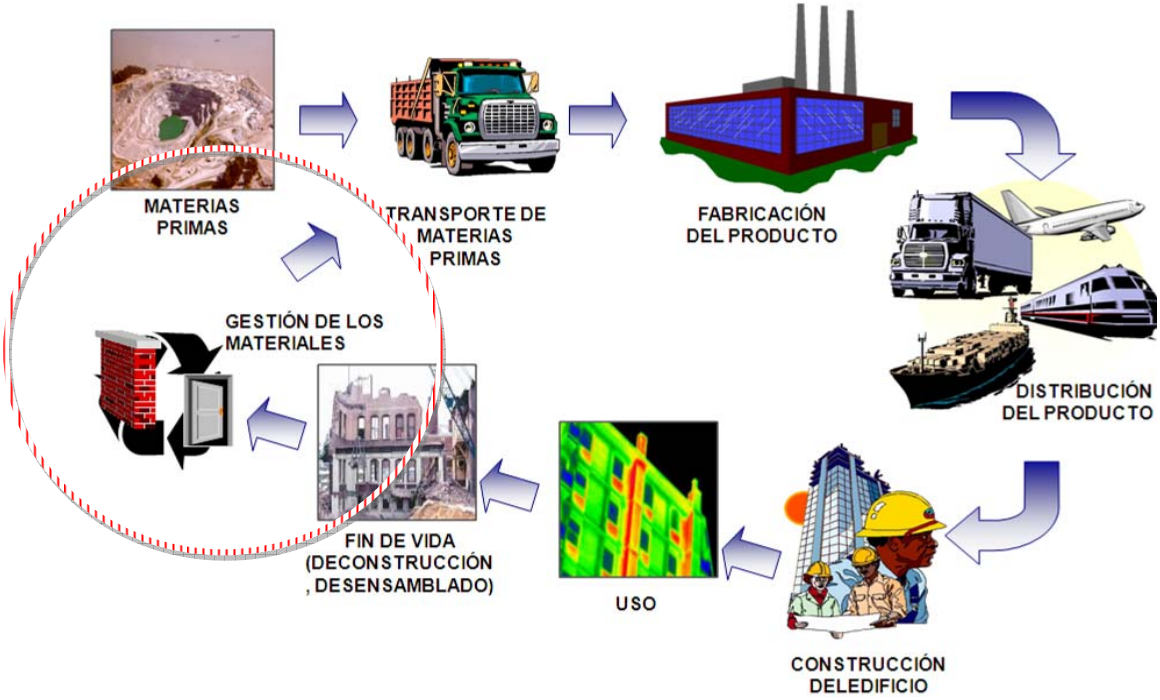 MATERIAS
PRIMAS
TRANSPORTE DE
MATERIAS
PRIMAS
FABRICACIÓN
DEL PRODUCTO
DISTRIBUCIÓN
DEL PRODUCTO
CONSTRUCCIÓN
DELEDIFICIO
USO
FIN DE VIDA
(DECONSTRUCCIÓN
, DESENSAMBLADO)
GESTIÓN DE LOS
MATERIALES